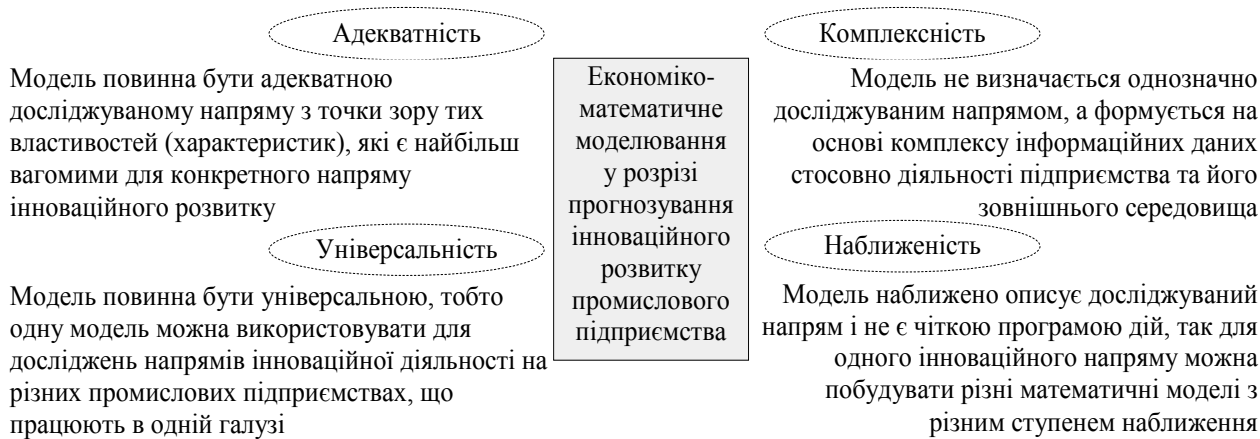 Адекватність
Модель повинна бути адекватною
досліджуваному напряму з точки зору тих
властивостей (характеристик), які є найбільш
вагомими для конкретного напряму
інноваційного розвитку
Універсальність
Модель повинна бути універсальною, тобто
одну модель можна використовувати для
досліджень напрямів інноваційної діяльності на
різних промислових підприємствах, що
працюють в одній галузі
Економіко-
математичне
моделювання
у розрізі
прогнозування
інноваційного
розвитку
промислового
підприємства
Комплексність
Модель не визначається однозначно
досліджуваним напрямом, а формується на
основі комплексу інформаційних даних
стосовно діяльності підприємства та його
зовнішнього середовища
Наближеність
Модель наближено описує досліджуваний
напрям і не є чіткою програмою дій, так для
одного інноваційного напряму можна
побудувати різні математичні моделі з
різним ступенем наближення